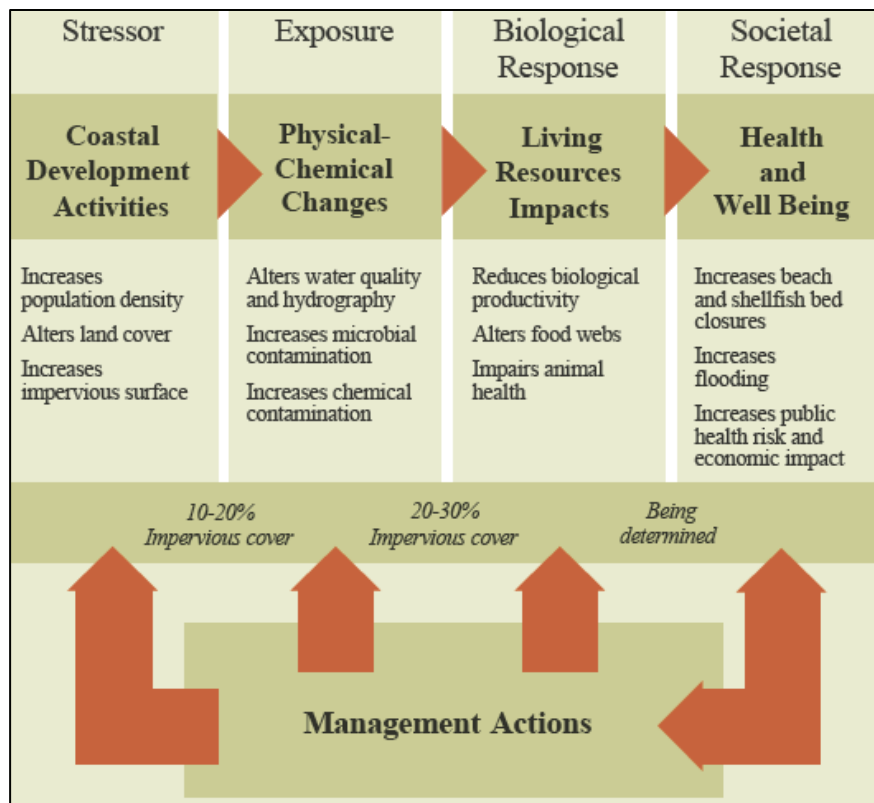 Stressor
Exposure
Biological
Response
Societal
Response
Coastal
Development
Activities
Physical-
Chemical
Changes
Living
Resources
Impacts
Health
and
Well Being
Increases
population density
Alters land cover
Increases
impervious surface
Alters water quality
and hydrography
Increases microbial
contamination
Increases chemical
contamination
Reduces biological
productivity
Alters food webs
Impairs animal
health
Increases beach
and shellfish bed
closures
Increases
flooding
Increases public
health risk and
economic impact
10-20%
Impervious cover
20-30%
Impervious cover
Being
determined
Management Actions